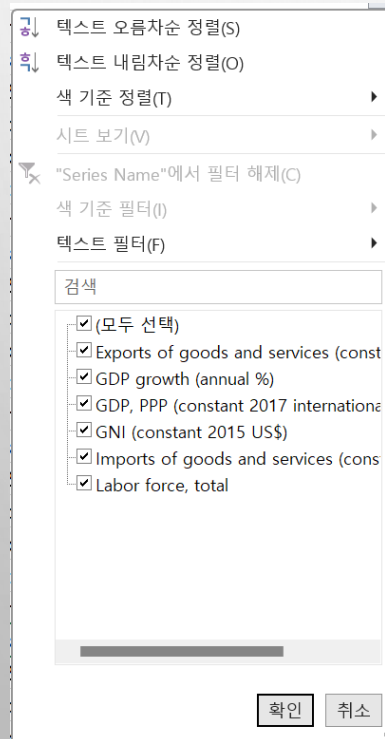 텍스트 오름차순 정렬(S)
텍스트 내림차순 정렬(O)
색 기준 정렬(T)
시트 보기(V)
"Series Name"에서 필터 해제(C)
색 기준 필터(I)
텍스트 필터(F)
검색
(모두 선택)
Exports of goods and services (const
GDP growth (annual %)
GDP, PPP (constant 2017 internationa
GNI (constant 2015 US$)
Imports of goods and services (cons
Labor force, total
확인
취소